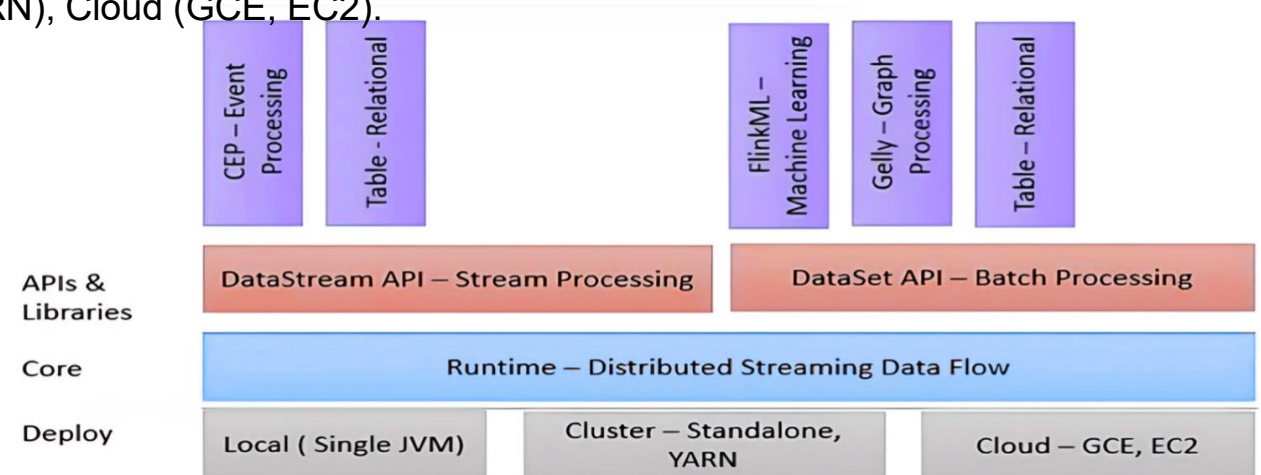 RN), Cloud (GCE, EC2).
CEP – Event
Processing
Table - Relational
FlinkML –
Machine Learning
Gelly – Graph
Processing
Table – Relational
APIs &
Libraries
DataStream API – Stream Processing
DataSet API – Batch Processing
Core
Runtime – Distributed Streaming Data Flow
Deploy
Local ( Single JVM)
Cluster – Standalone,
YARN
Cloud – GCE, EC2